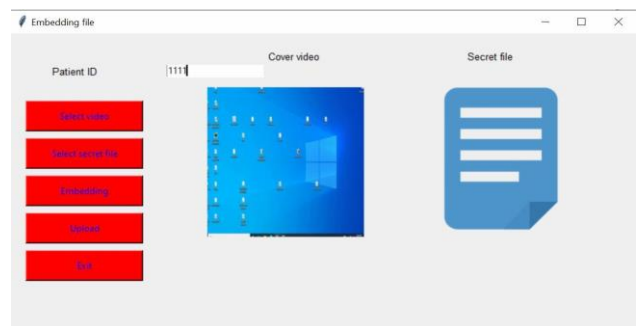 Embedding file
Cover video
Secret file
Patient ID
1111
Select video
Select secret file
Embedding
Upload
Exit